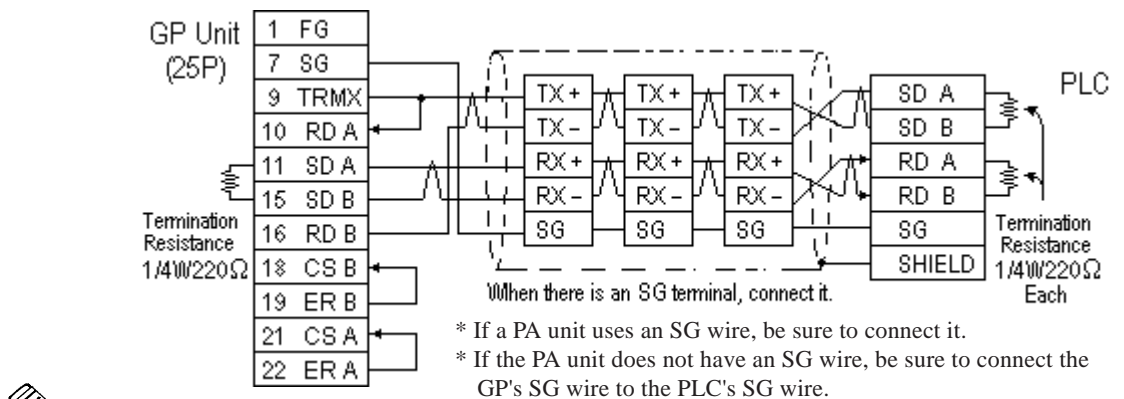 GP Unit
(25P)
1 FG
7 SG
9 TRMX
10 RD A
11 SD A
15 SD B
16 RD B
18 CS B
19 ER B
21 CS A
22 ER A
Termination
Resistance
1/4W220Ω
TX+ TX+ TX+
TX- TX- TX-
RX+ RX+ RX+
RX- RX- RX-
SG SG SG
PLC
SD A
SD B
RD A
RD B
SG
SHIELD
Termination
Resistance
1/4W220Ω
Each
When there is an SG terminal, connect it.
* If a PA unit uses an SG wire, be sure to connect it.
* If the PA unit does not have an SG wire, be sure to connect the
GP's SG wire to the PLC's SG wire.